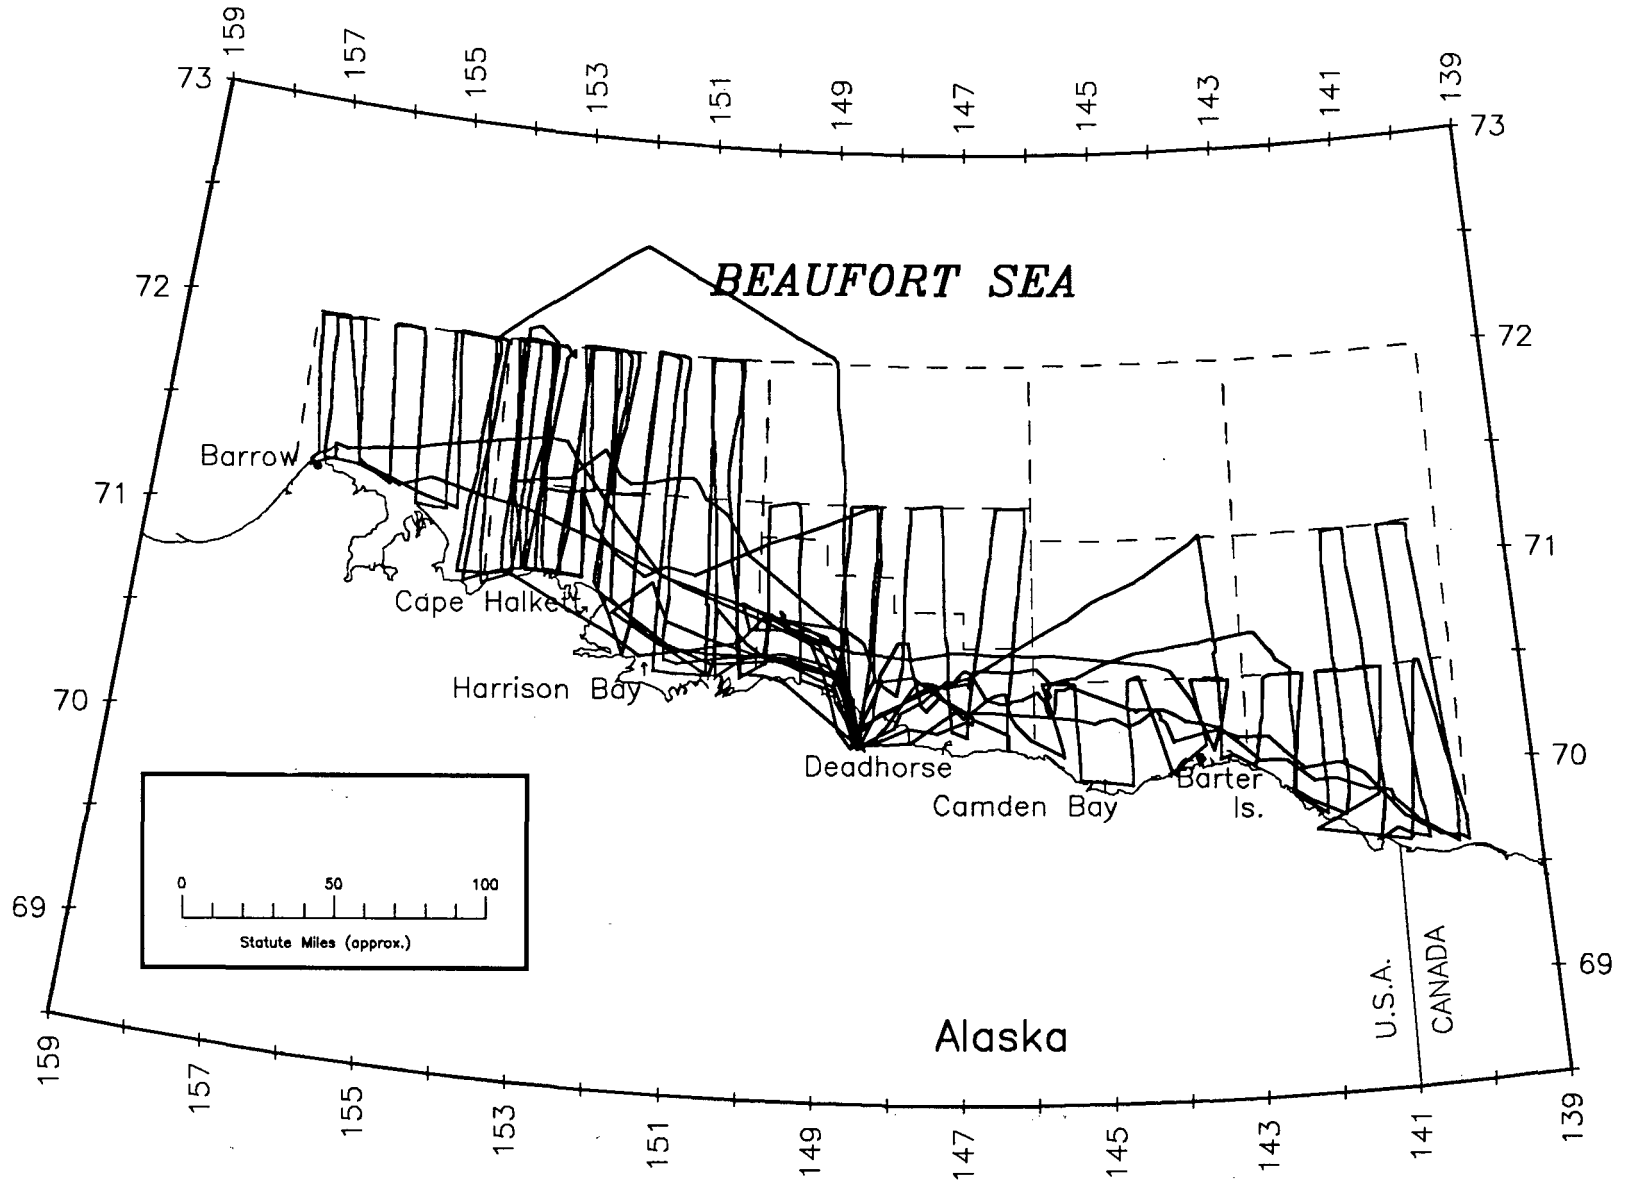 159
157
155
153
151
149
147
145
143
141
139
73
73
BEAUFORT SEA
72
72
Barrow
71
71
Cape Halkett
Harrison Bay
70
70
Deadhorse
Barter
Is.
Camden Bay
0 50 100
Statute Miles (approx.)
69
69
U.S.A.
CANADA
Alaska
159
157
155
153
151
149
147
145
143
141
139